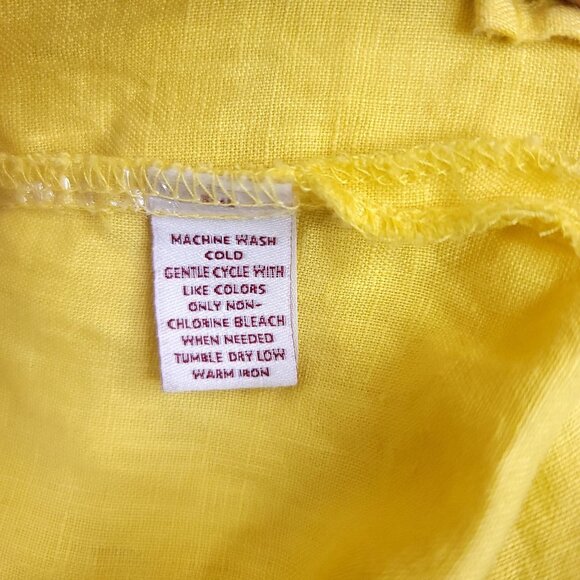 MACHINE WASH
COLD
GENTLE CYCLE WITH
LIKE COLORS
ONLY NON-
CHLORINE BLEACH
WHEN NEEDED
TUMBLE DRY LOW
WARM IRON